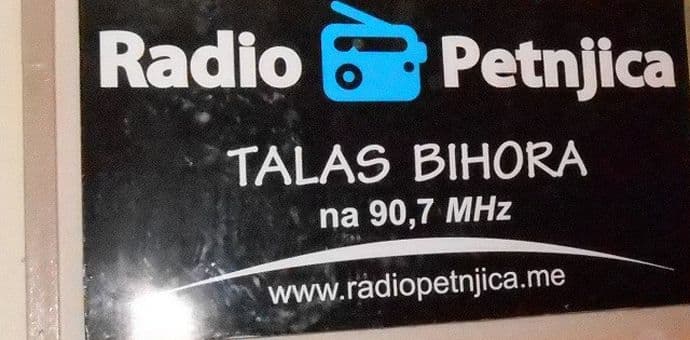 Radio Petnjica
TALAS BIHORA
na 90,7 MHz
www.radiopetnjica.me